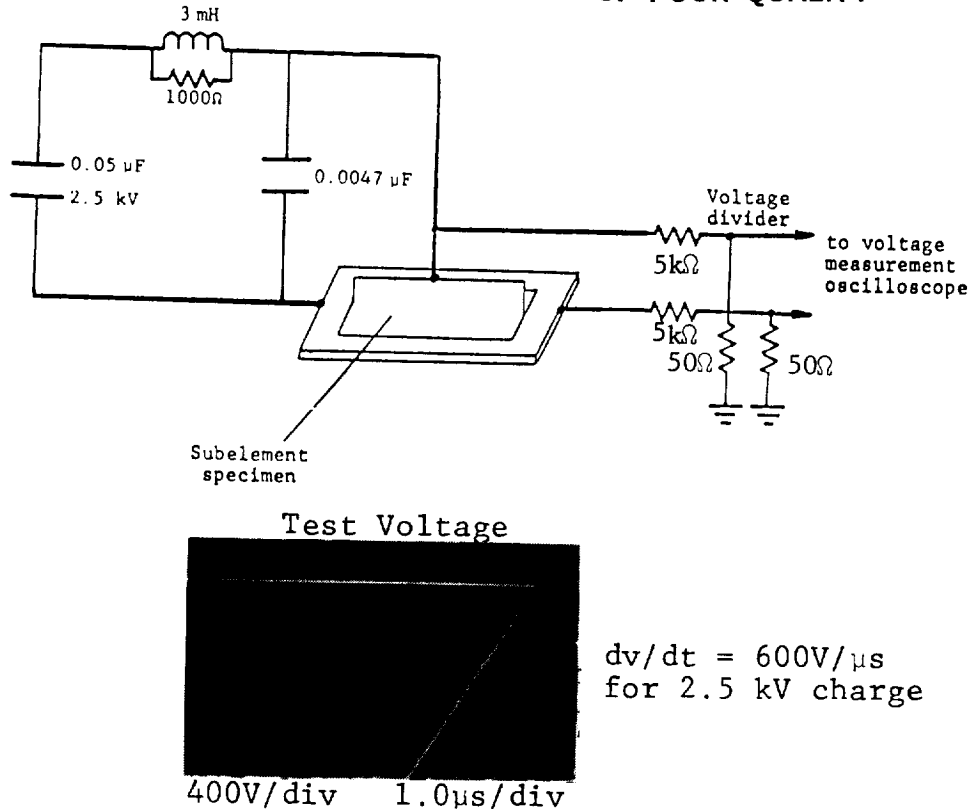 3 mH
1000Ω
0.05 µF
2.5 kV
0.0047 µF
Voltage
divider
5kΩ
to voltage
measurement
oscilloscope
5kΩ
50Ω
50Ω
Subelement
specimen
Test Voltage
dv/dt = 600V/µs
for 2.5 kV charge
400V/div 1.0µs/div